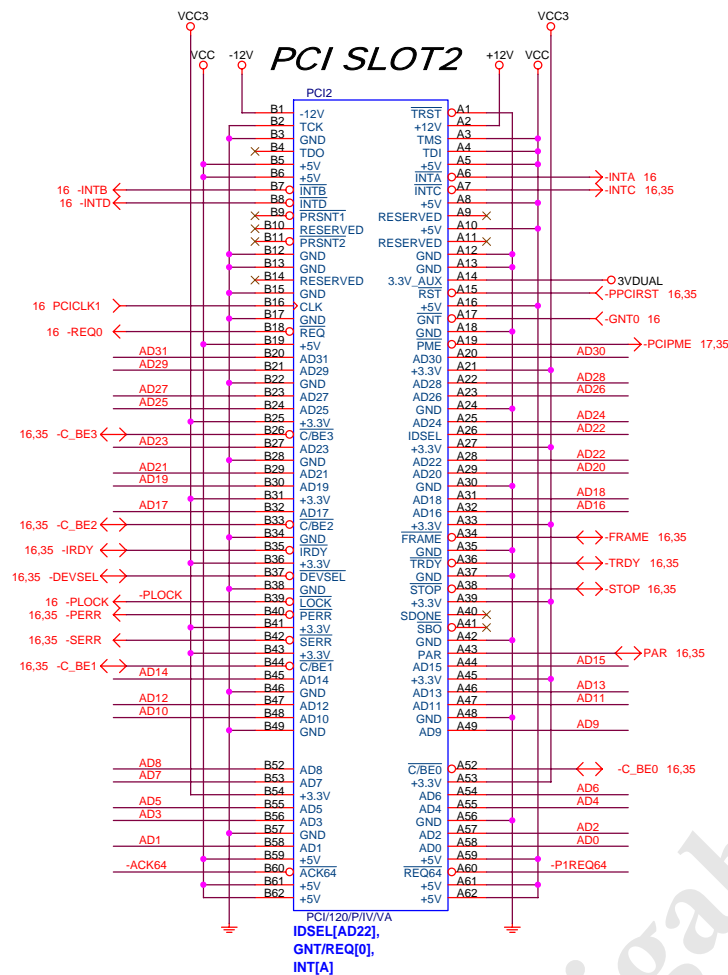 VCC3 VCC3
VCC -12V PCI SLOT2 +12V VCC
PCI2
B1 -12V TRST A1
B2 TCK +12V A2
B3 GND TMS A3
B4 TDO TDI A4
B5 +5V +5V A5
B6 +5V INTA A6 -INTA 16
16 -INTB B7 INTB INTC A7 -INTC 16,35
16 -INTD B8 INTD +5V A8
B9 PRSNT1 RESERVED A9
B10 RESERVED +5V A10
B11 PRSNT2 RESERVED A11
B12 GND GND A12
B13 GND GND A13
B14 RESERVED 3.3V_AUX A14 3VDUAL
B15 GND RST A15 -PPCIRST 16,35
16 PCICLK1 B16 CLK +5V A16
B17 GND GNT A17 -GNT0 16
16 -REQ0 B18 REQ GND A18
B19 +5V PME A19 -PCIPME 17,35
AD31 B20 AD31 AD30 A20 AD30
AD29 B21 AD29 +3.3V A21
B22 GND AD28 A22 AD28
AD27 B23 AD27 AD26 A23 AD26
AD25 B24 AD25 GND A24
B25 +3.3V AD24 A25 AD24
16,35 -C_BE3 B26 C/BE3 IDSEL A26 AD22
AD23 B27 AD23 +3.3V A27
B28 GND AD22 A28 AD22
AD21 B29 AD21 AD20 A29 AD20
AD19 B30 AD19 GND A30
B31 +3.3V AD18 A31 AD18
AD17 B32 AD17 AD16 A32 AD16
16,35 -C_BE2 B33 C/BE2 +3.3V A33
B34 GND FRAME A34 -FRAME 16,35
16,35 -IRDY B35 IRDY GND A35
B36 +3.3V TRDY A36 -TRDY 16,35
16,35 -DEVSEL B37 DEVSEL GND A37
B38 GND STOP A38 -STOP 16,35
16 -PLOCK -PLOCK B39 LOCK +3.3V A39
16,35 -PERR B40 PERR SDONE A40
B41 +3.3V SBO A41
16,35 -SERR B42 SERR GND A42
B43 +3.3V PAR A43 PAR 16,35
16,35 -C_BE1 B44 C/BE1 AD15 A44 AD15
AD14 B45 AD14 +3.3V A45
B46 GND AD13 A46 AD13
AD12 B47 AD12 AD11 A47 AD11
AD10 B48 AD10 GND A48
B49 GND AD9 A49 AD9
AD8 B52 AD8 C/BE0 A52 -C_BE0 16,35
AD7 B53 AD7 +3.3V A53
B54 +3.3V AD6 A54 AD6
AD5 B55 AD5 AD4 A55 AD4
AD3 B56 AD3 GND A56
B57 GND AD2 A57 AD2
AD1 B58 AD1 AD0 A58 AD0
B59 +5V +5V A59
-ACK64 B60 ACK64 REQ64 A60 -P1REQ64
B61 +5V +5V A61
B62 +5V +5V A62
PCI/120/P/IV/VA
IDSEL[AD22],
GNT/REQ[0],
INT[A]